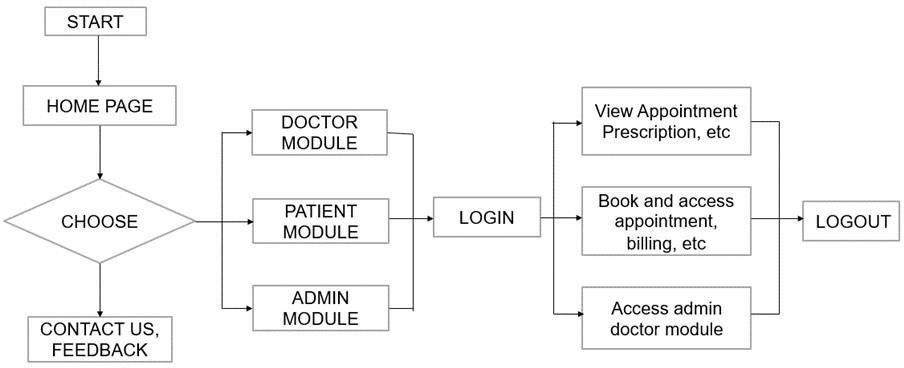 START
HOME PAGE
CHOOSE
CONTACT US,
FEEDBACK
DOCTOR
MODULE
PATIENT
MODULE
ADMIN
MODULE
LOGIN
View Appointment
Prescription, etc
Book and access
appointment,
billing, etc
Access admin
doctor module
LOGOUT